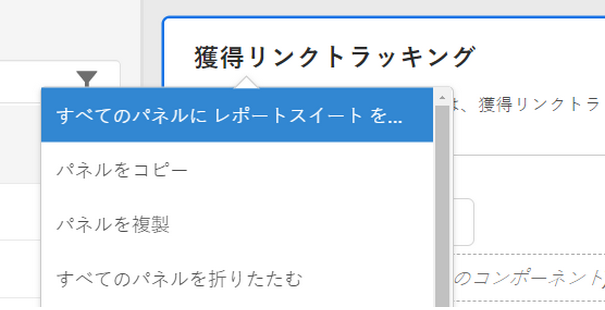 獲得リンクトラッキング
すべてのパネルに レポートスイート を...
は、獲得リンクトラ
パネルをコピー
パネルを複製
すべてのパネルを折りたたむ
のコンポーネント